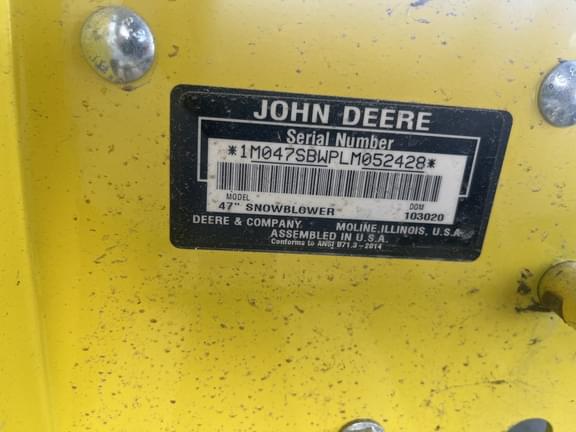 JOHN DEERE
Serial Number
*1M047SBWPLM052428*
MODEL DOM
47" SNOWBLOWER 103020
DEERE & COMPANY MOLINE, ILLINOIS, U.S.A.
ASSEMBLED IN U.S.A.
Conforms to ANSI B71.3-2014